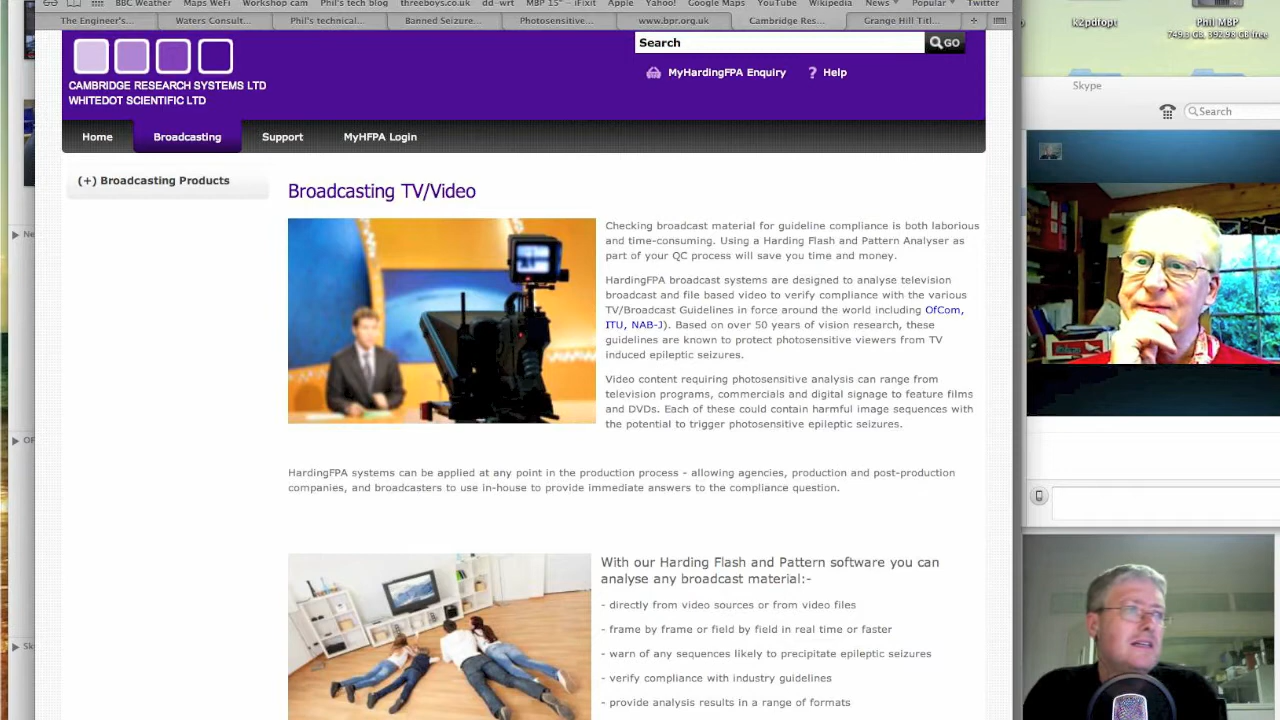 BBC Weather Maps WeFi Workshop cam Phil's tech blog threeboys.co.uk dd-wrt MBP 15" – iFixit Apple Yahoo! Google Maps YouTube Wikipedia News Popular Twitter
The Engineer's... Waters Consult... Phil's technical... Banned Seizure... Photosensitive... www.bpr.org.uk Cambridge Res... Grange Hill Titl...
k2pdfopt
Phil MBP
Search
GO
MyHardingFPA Enquiry
? Help
CAMBRIDGE RESEARCH SYSTEMS LTD
WHITEDOT SCIENTIFIC LTD
Skype
Search
Home Broadcasting Support MyHFPA Login
(+) Broadcasting Products
Broadcasting TV/Video
Checking broadcast material for guideline compliance is both laborious
and time-consuming. Using a Harding Flash and Pattern Analyser as
part of your QC process will save you time and money.
HardingFPA broadcast systems are designed to analyse television
broadcast and file based video to verify compliance with the various
TV/Broadcast Guidelines in force around the world including OfCom,
ITU, NAB-J). Based on over 50 years of vision research, these
guidelines are known to protect photosensitive viewers from TV
induced epileptic seizures.
Video content requiring photosensitive analysis can range from
television programs, commercials and digital signage to feature films
and DVDs. Each of these could contain harmful image sequences with
the potential to trigger photosensitive epileptic seizures.
HardingFPA systems can be applied at any point in the production process - allowing agencies, production and post-production
companies, and broadcasters to use in-house to provide immediate answers to the compliance question.
With our Harding Flash and Pattern software you can
analyse any broadcast material:-
- directly from video sources or from video files
- frame by frame or field by field in real time or faster
- warn of any sequences likely to precipitate epileptic seizures
- verify compliance with industry guidelines
- provide analysis results in a range of formats